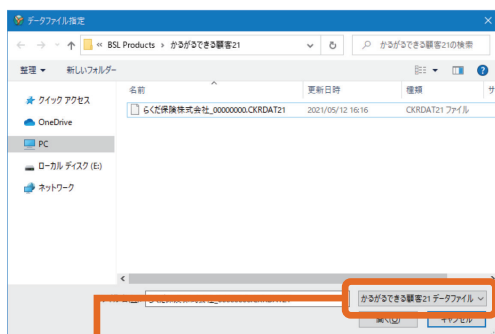 データファイル指定
« BSL Products › かるがるできる顧客21
かるがるできる顧客21の検索
整理 ▼ 新しいフォルダー
名前 更新日時 種類 サ
らくだ保険株式会社_00000000.CKRDAT21 2021/05/12 16:16 CKRDAT21 ファイル
クイック アクセス
OneDrive
PC
ローカル ディスク (E:)
ネットワーク
かるがるできる顧客21 データファイル
開く(O) キャンセル